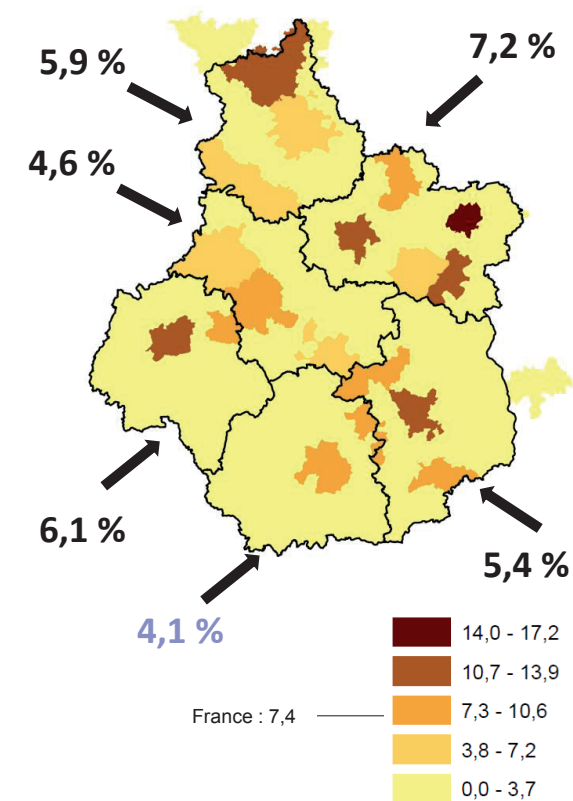 7,2 %
5,9 %
4,6 %
6,1 %
5,4 %
4,1 %
14,0 - 17,2
10,7 - 13,9
France : 7,4
7,3 - 10,6
3,8 - 7,2
0,0 - 3,7